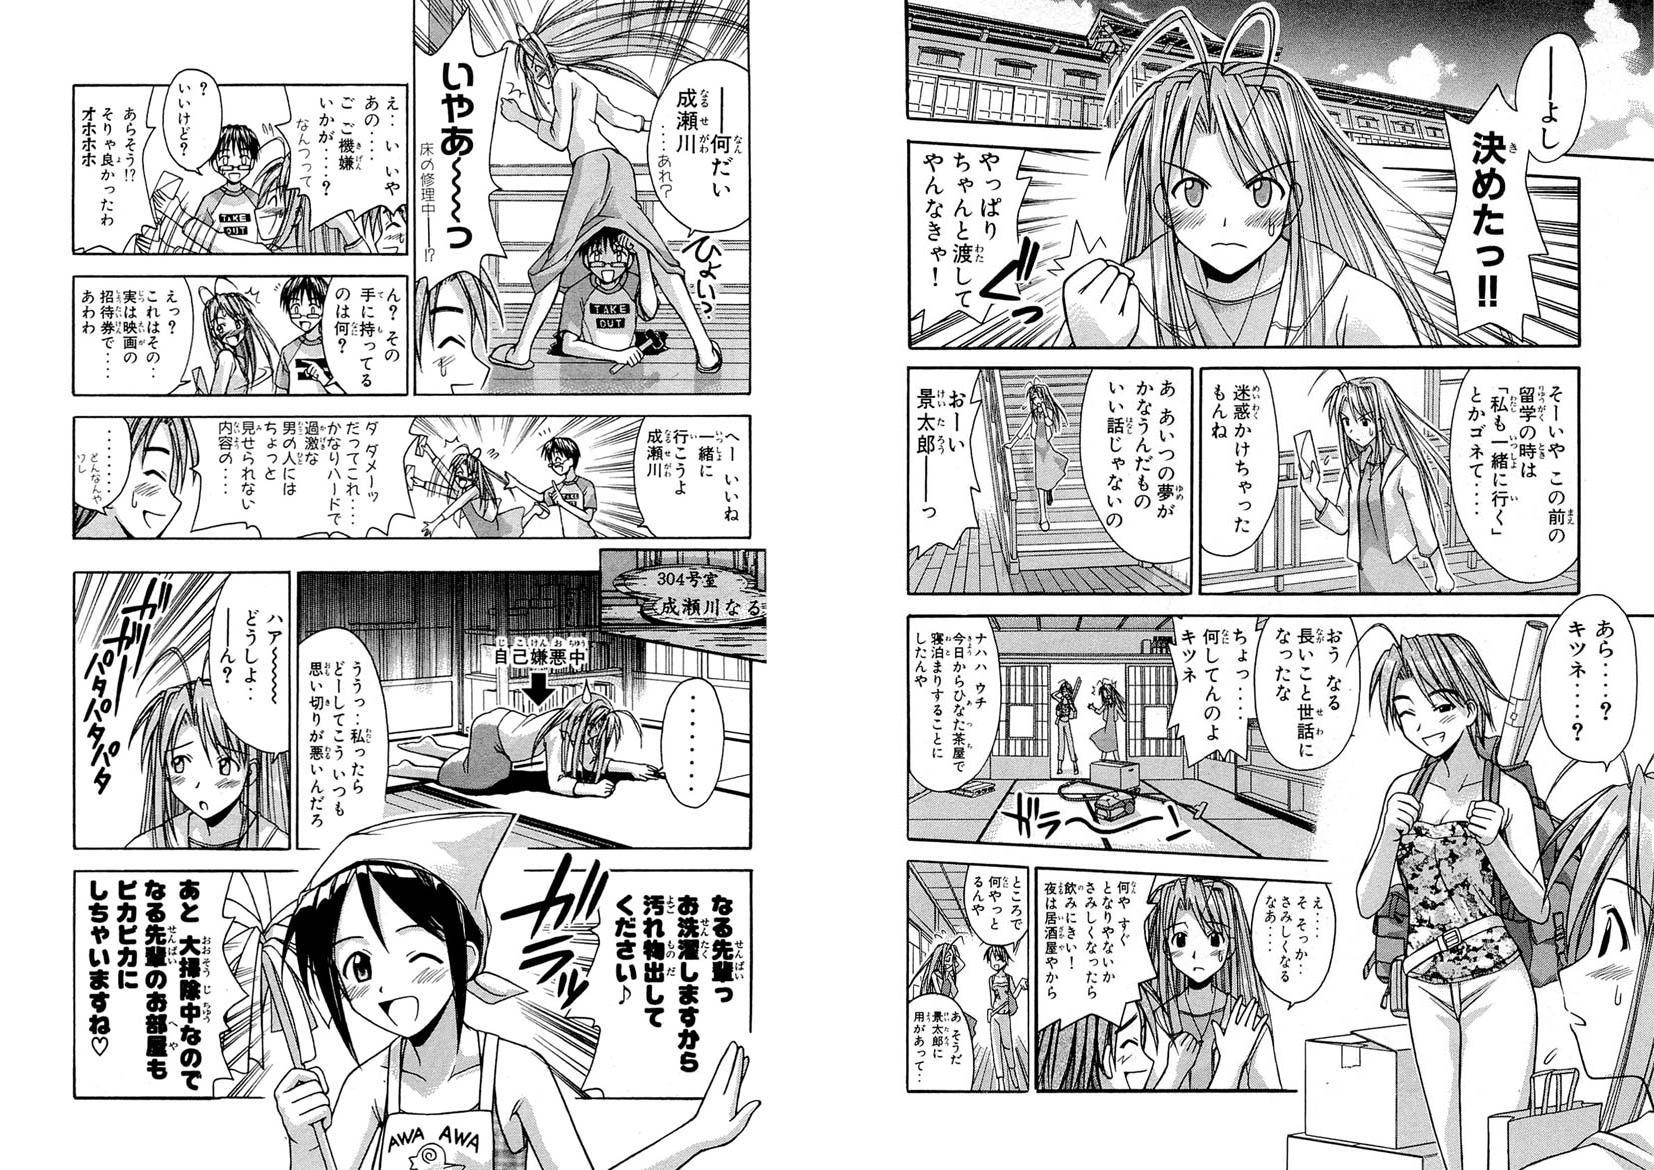 ――よし
決めたっ!!
やっぱり
ちゃんと渡して
やんなきゃ!
ぐっ
そーいや この前の
留学の時は
「私も一緒に行く」
とかゴネて‥‥
迷惑かけちゃった
もんね
あ あいつの夢が
かなうんだもの
いい話じゃないの
おーい
景太郎――っ
あら‥‥?
キツネ‥‥?
おう なる
長いこと世話に
なったな
ちょっ‥‥
何してんのよ
キツネ
ナハハ ウチ
今日からひなた茶屋で
寝泊まりすることに
したんや
ガラ〜ン
え‥‥
そ そっか‥‥
さみしくなる
なあ‥‥
何や すぐ
となりやないか
さみしくなったら
飲みにきい!
夜は居酒屋やから
ところで
何やっと
るんや
あ そうだ
景太郎に
用があって‥‥
――何だい
成瀬川
‥‥あれ?
ひょいっ
いやあ〜〜〜っ
床の修理中――!?
え‥‥い いや
あの‥‥
ご ご機嫌
いかが‥‥?
なんつって
?
いいけど?
あらそう!?
そりゃ良かったわ
オホホホ
TAKE
OUT
TAKE
OUT
ん? その
手に持ってる
のは何?
えっ?
これはその‥‥
実は映画の
招待券で‥‥
あわわ
へー いいね
一緒に
行こうよ
成瀬川
ダ ダメーッ
だってこれ‥‥
かなりハードで
過激な
男の人には
ちょっと
見せられない
内容の‥‥
どんなんや
ソレ
304号室
成瀬川なる
自己嫌悪中
‥‥‥‥
うう‥‥私ったら
どーしてこう いつも
思い切りが悪いんだろ
ハア〜〜〜
どうしよ‥‥
――ん?
ガガー
パタパタパタ
ガラッ
なる先輩っ
お洗濯しますから
汚れ物出して
ください♪
あと 大掃除中なので
なる先輩のお部屋も
ピカピカに
しちゃいますね♡
AWA AWA